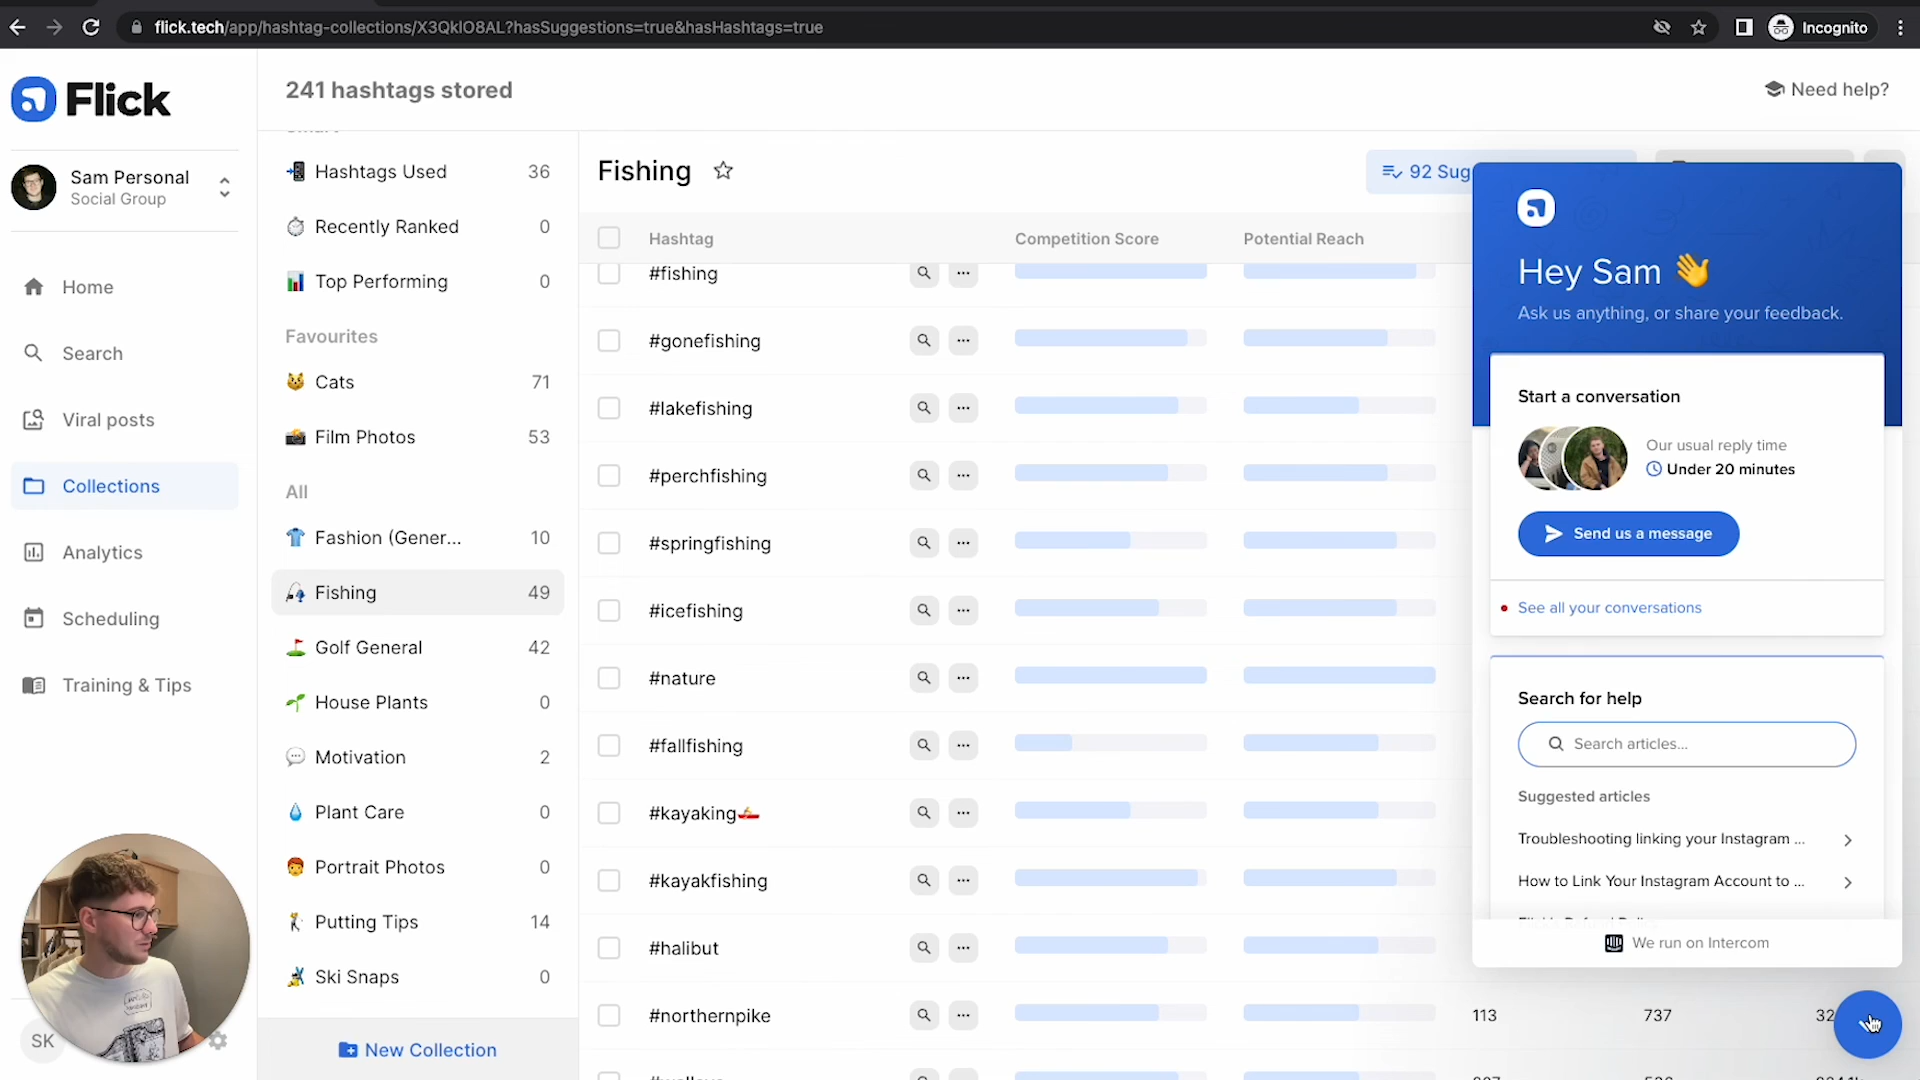 flick.tech/app/hashtag-collections/X3QklO8AL?hasSuggestions=true&hasHashtags=true
Incognito
Flick
241 hashtags stored
Need help?
Sam Personal
Social Group
Home
Search
Viral posts
Collections
Analytics
Scheduling
Training & Tips
SK
Hashtags Used 36
Recently Ranked 0
Top Performing 0
Favourites
Cats 71
Film Photos 53
All
Fashion (Gener... 10
Fishing 49
Golf General 42
House Plants 0
Motivation 2
Plant Care 0
Portrait Photos 0
Putting Tips 14
Ski Snaps 0
New Collection
Fishing
92 Sug
Hashtag Competition Score Potential Reach
#fishing
#gonefishing
#lakefishing
#perchfishing
#springfishing
#icefishing
#nature
#fallfishing
#kayaking🚣
#kayakfishing
#halibut
#northernpike 113 737 32
Hey Sam 👋
Ask us anything, or share your feedback.
Start a conversation
Our usual reply time
Under 20 minutes
Send us a message
See all your conversations
Search for help
Search articles...
Suggested articles
Troubleshooting linking your Instagram ...
How to Link Your Instagram Account to ...
We run on Intercom